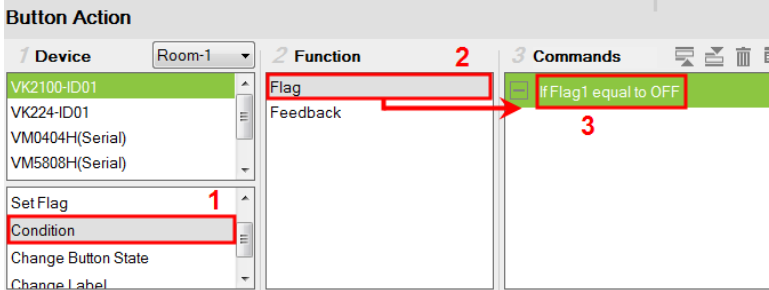 Button Action
1 Device
Room-1
2 Function
2
3 Commands
VK2100-ID01
VK224-ID01
VM0404H(Serial)
VM5808H(Serial)
Set Flag
1
Condition
Change Button State
Change Label
Flag
Feedback
If Flag1 equal to OFF
3